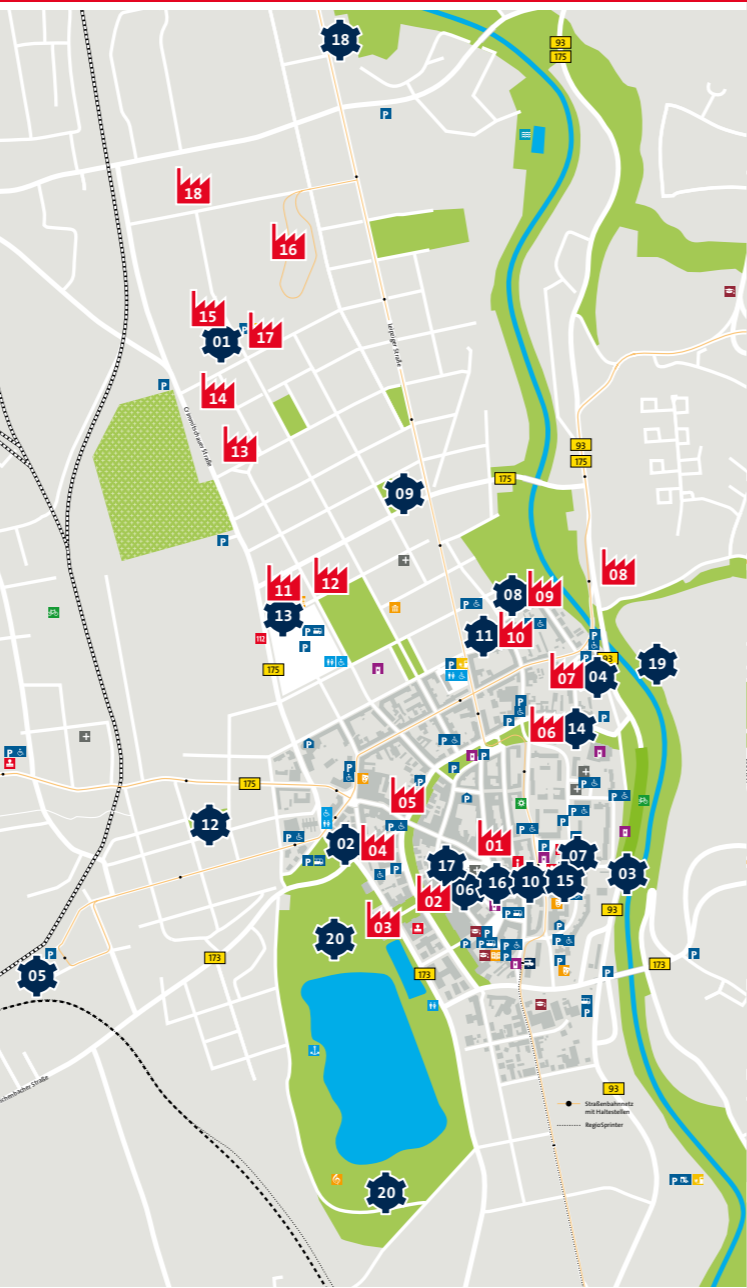 18
93
175
P
18
16
15
17
01
P
14
Leipziger Straße
P
Crimmitschauer Straße
13
93
175
09
175
P
08
11
12
08
09
P
13
P
P
11
10
P
112
P
175
19
93
P
07
04
P
P
06
14
P
P
P
P
175
P
P
05
P
P
P
12
P
02
04
P
01
P
P
07
P
17
06
16
10
15
03
P
02
P
93
20
03
P
P
P
P
P
173
173
P
05
P
P
P
Reichenbacher Straße
93
Straßenbahnnetz
mit Haltestellen
RegioSprinter
P
20